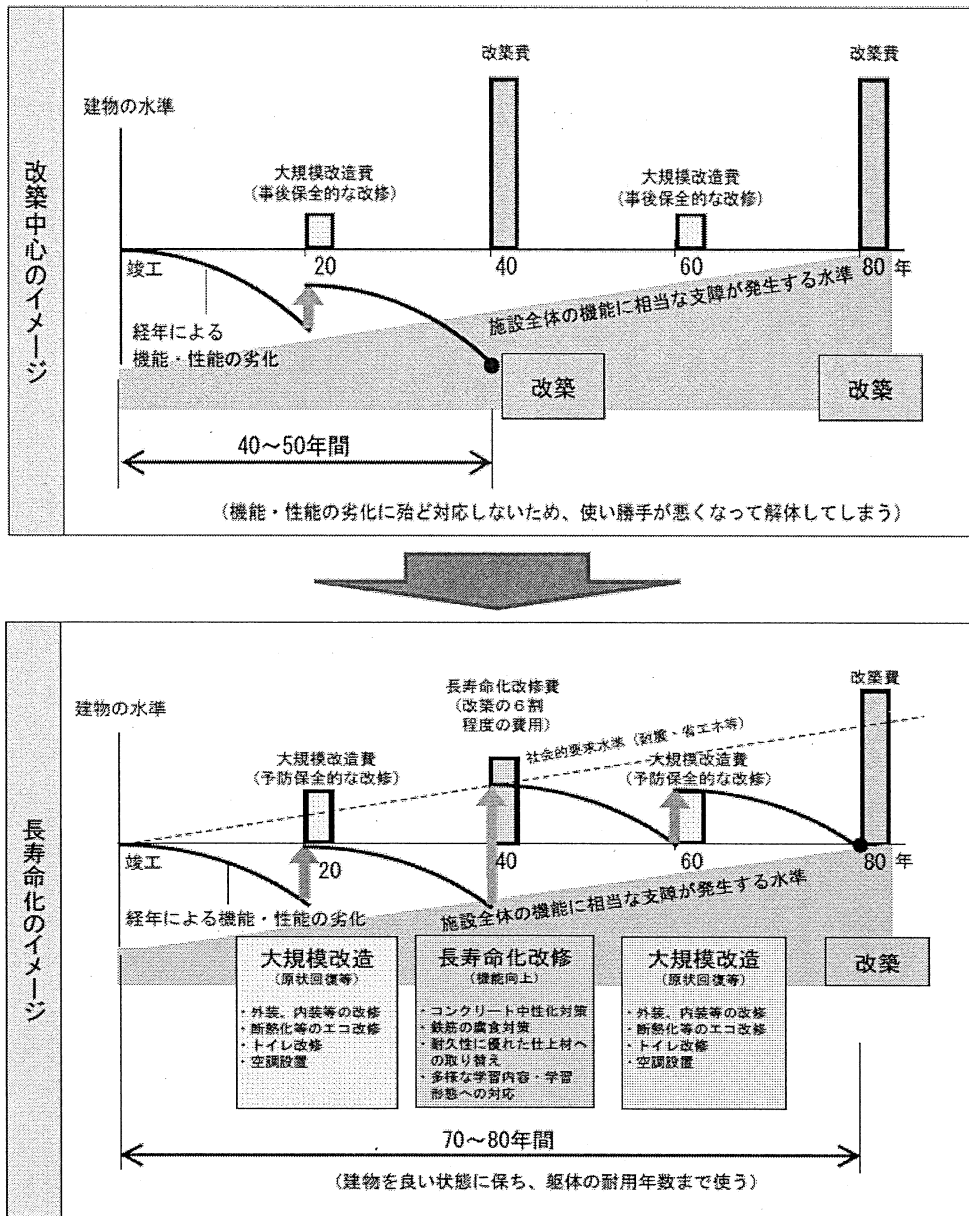 改築中心のイメージ
建物の水準
改築費
改築費
大規模改造費
(事後保全的な改修)
大規模改造費
(事後保全的な改修)
竣工
20
40
60
80 年
経年による
機能・性能の劣化
施設全体の機能に相当な支障が発生する水準
改築
改築
40～50年間
(機能・性能の劣化に殆ど対応しないため、使い勝手が悪くなって解体してしまう)
長寿命化のイメージ
建物の水準
長寿命化改修費
(改築の6割
程度の費用)
改築費
社会的要求水準(耐震・省エネ等)
大規模改造費
(予防保全的な改修)
大規模改造費
(予防保全的な改修)
竣工
20
40
60
80 年
経年による機能・性能の劣化
施設全体の機能に相当な支障が発生する水準
大規模改造
(原状回復等)
・外装、内装等の改修
・断熱化等のエコ改修
・トイレ改修
・空調設置
長寿命化改修
(機能向上)
・コンクリート中性化対策
・鉄筋の腐食対策
・耐久性に優れた仕上材へ
の取り替え
・多様な学習内容・学習
形態への対応
大規模改造
(原状回復等)
・外装、内装等の改修
・断熱化等のエコ改修
・トイレ改修
・空調設置
改築
70～80年間
(建物を良い状態に保ち、躯体の耐用年数まで使う)